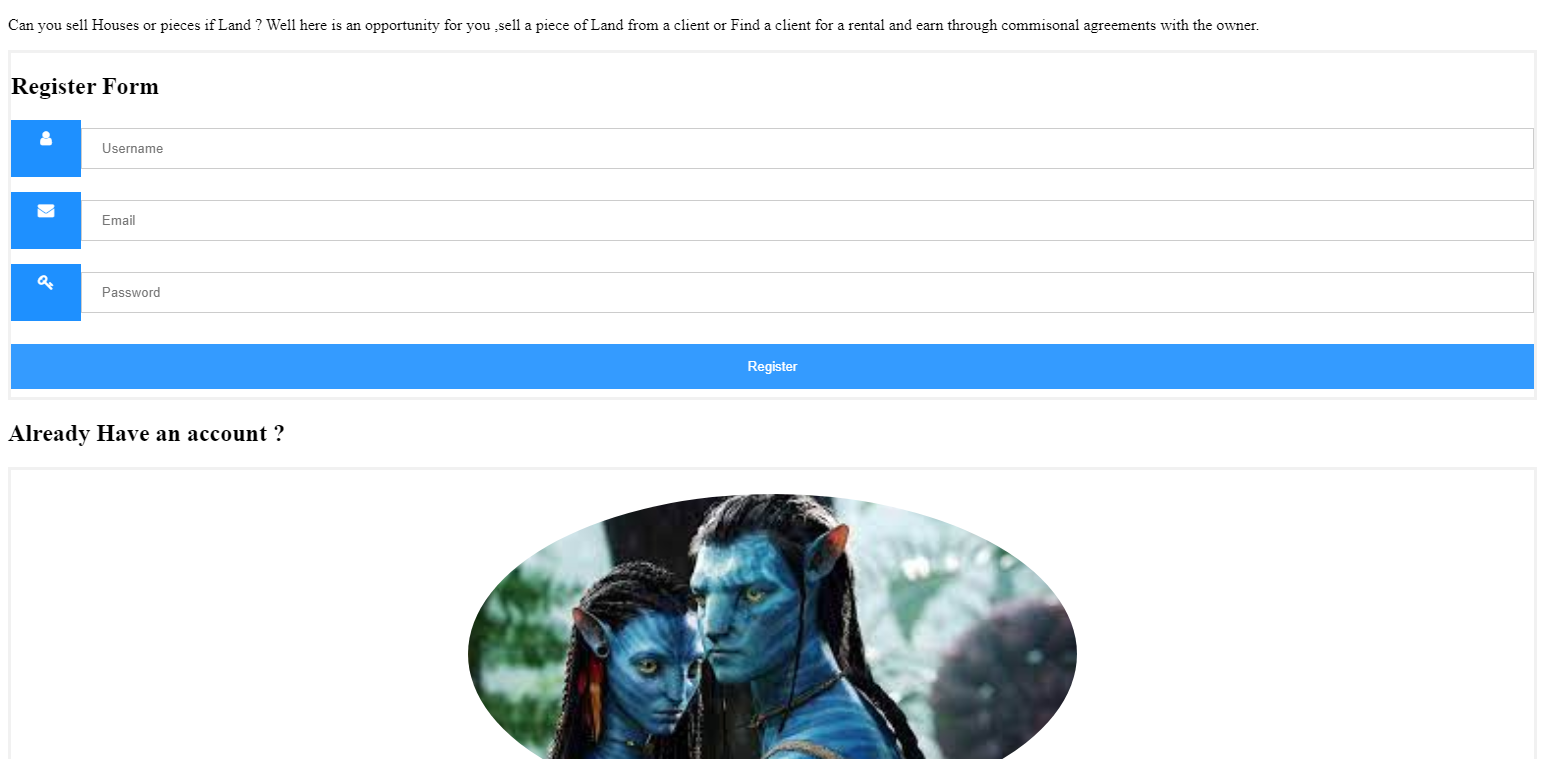 Can you sell Houses or pieces if Land ? Well here is an opportunity for you ,sell a piece of Land from a client or Find a client for a rental and earn through commisonal agreements with the owner.
Register Form
Username
Email
Password
Register
Already Have an account ?